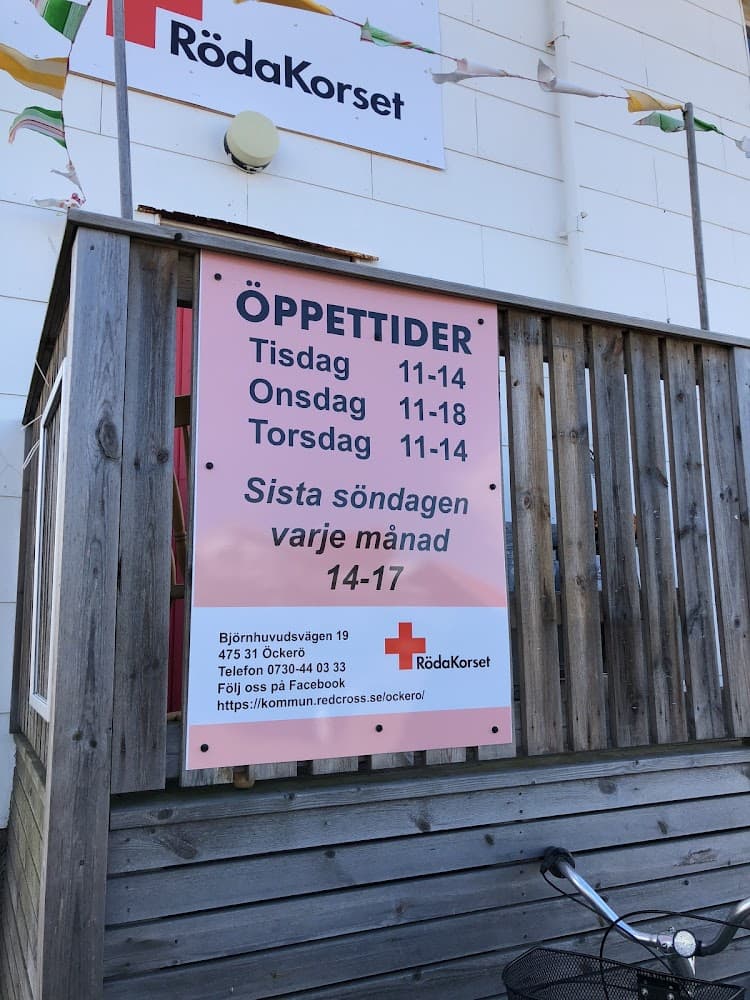 RödaKorset
ÖPPETTIDER
Tisdag 11-14
Onsdag 11-18
Torsdag 11-14
Sista söndagen
varje månad
14-17
Björnhuvudsvägen 19
475 31 Öckerö
Telefon 0730-44 03 33
Följ oss på Facebook
https://kommun.redcross.se/ockero/
RödaKorset